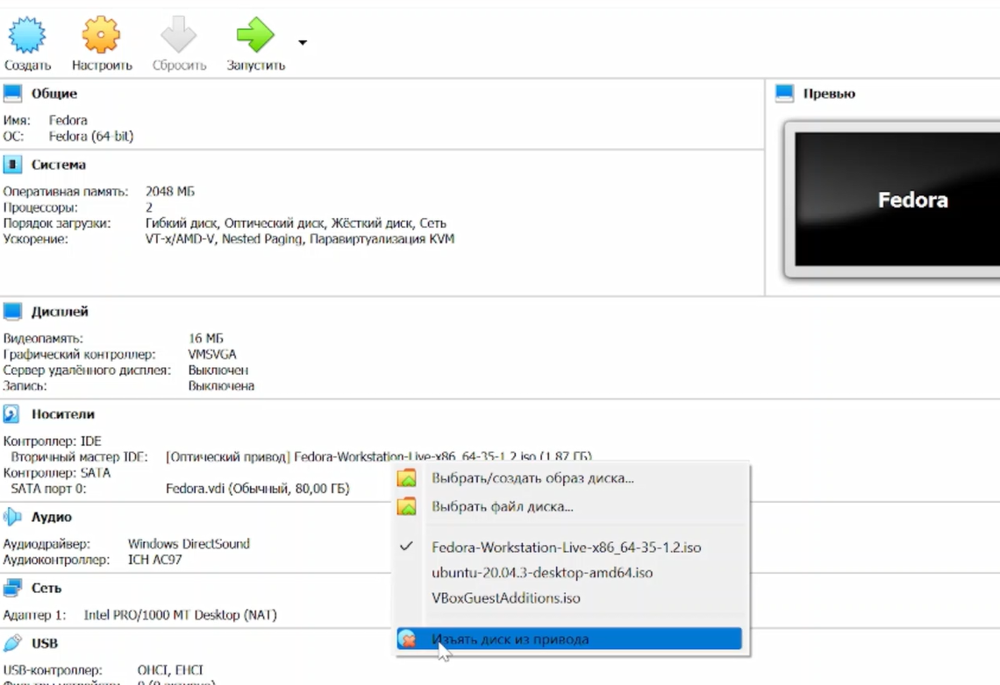 Создать Настроить Сбросить Запустить
Общие
Имя: Fedora
ОС: Fedora (64-bit)
Превью
Fedora
Система
Оперативная память: 2048 МБ
Процессоры: 2
Порядок загрузки: Гибкий диск, Оптический диск, Жёсткий диск, Сеть
Ускорение: VT-x/AMD-V, Nested Paging, Паравиртуализация KVM
Дисплей
Видеопамять: 16 МБ
Графический контроллер: VMSVGA
Сервер удалённого дисплея: Выключен
Запись: Выключена
Носители
Контроллер: IDE
Вторичный мастер IDE: [Оптический привод] Fedora-Workstation-Live-x86_64-35-1.2.iso (1,87 ГБ)
Контроллер: SATA
SATA порт 0: Fedora.vdi (Обычный, 80,00 ГБ)
Выбрать/создать образ диска...
Выбрать файл диска...
Fedora-Workstation-Live-x86_64-35-1.2.iso
ubuntu-20.04.3-desktop-amd64.iso
VBoxGuestAdditions.iso
Изъять диск из привода
Аудио
Аудиодрайвер: Windows DirectSound
Аудиоконтроллер: ICH AC97
Сеть
Адаптер 1: Intel PRO/1000 MT Desktop (NAT)
USB
USB-контроллер: OHCI, EHCI